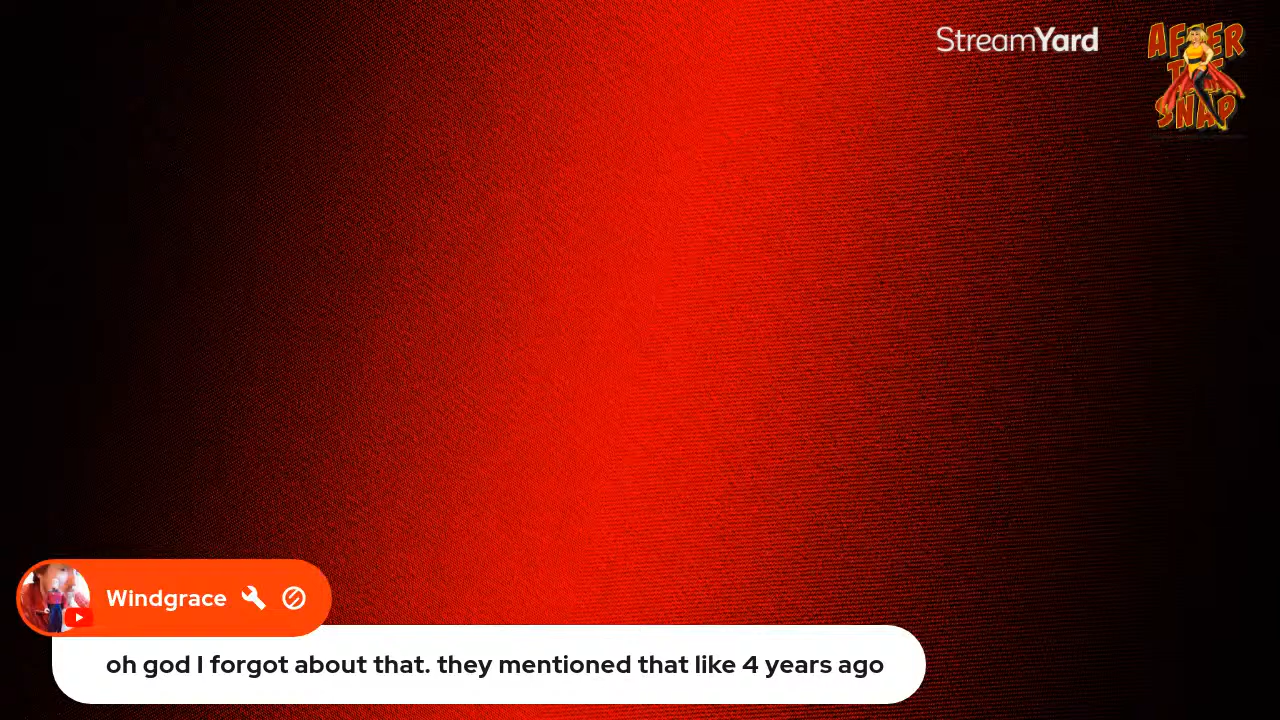 StreamYard
AFTER
THE
SNAP
Windgrace
oh god I forgot about that. they mentioned that like 4 years ago